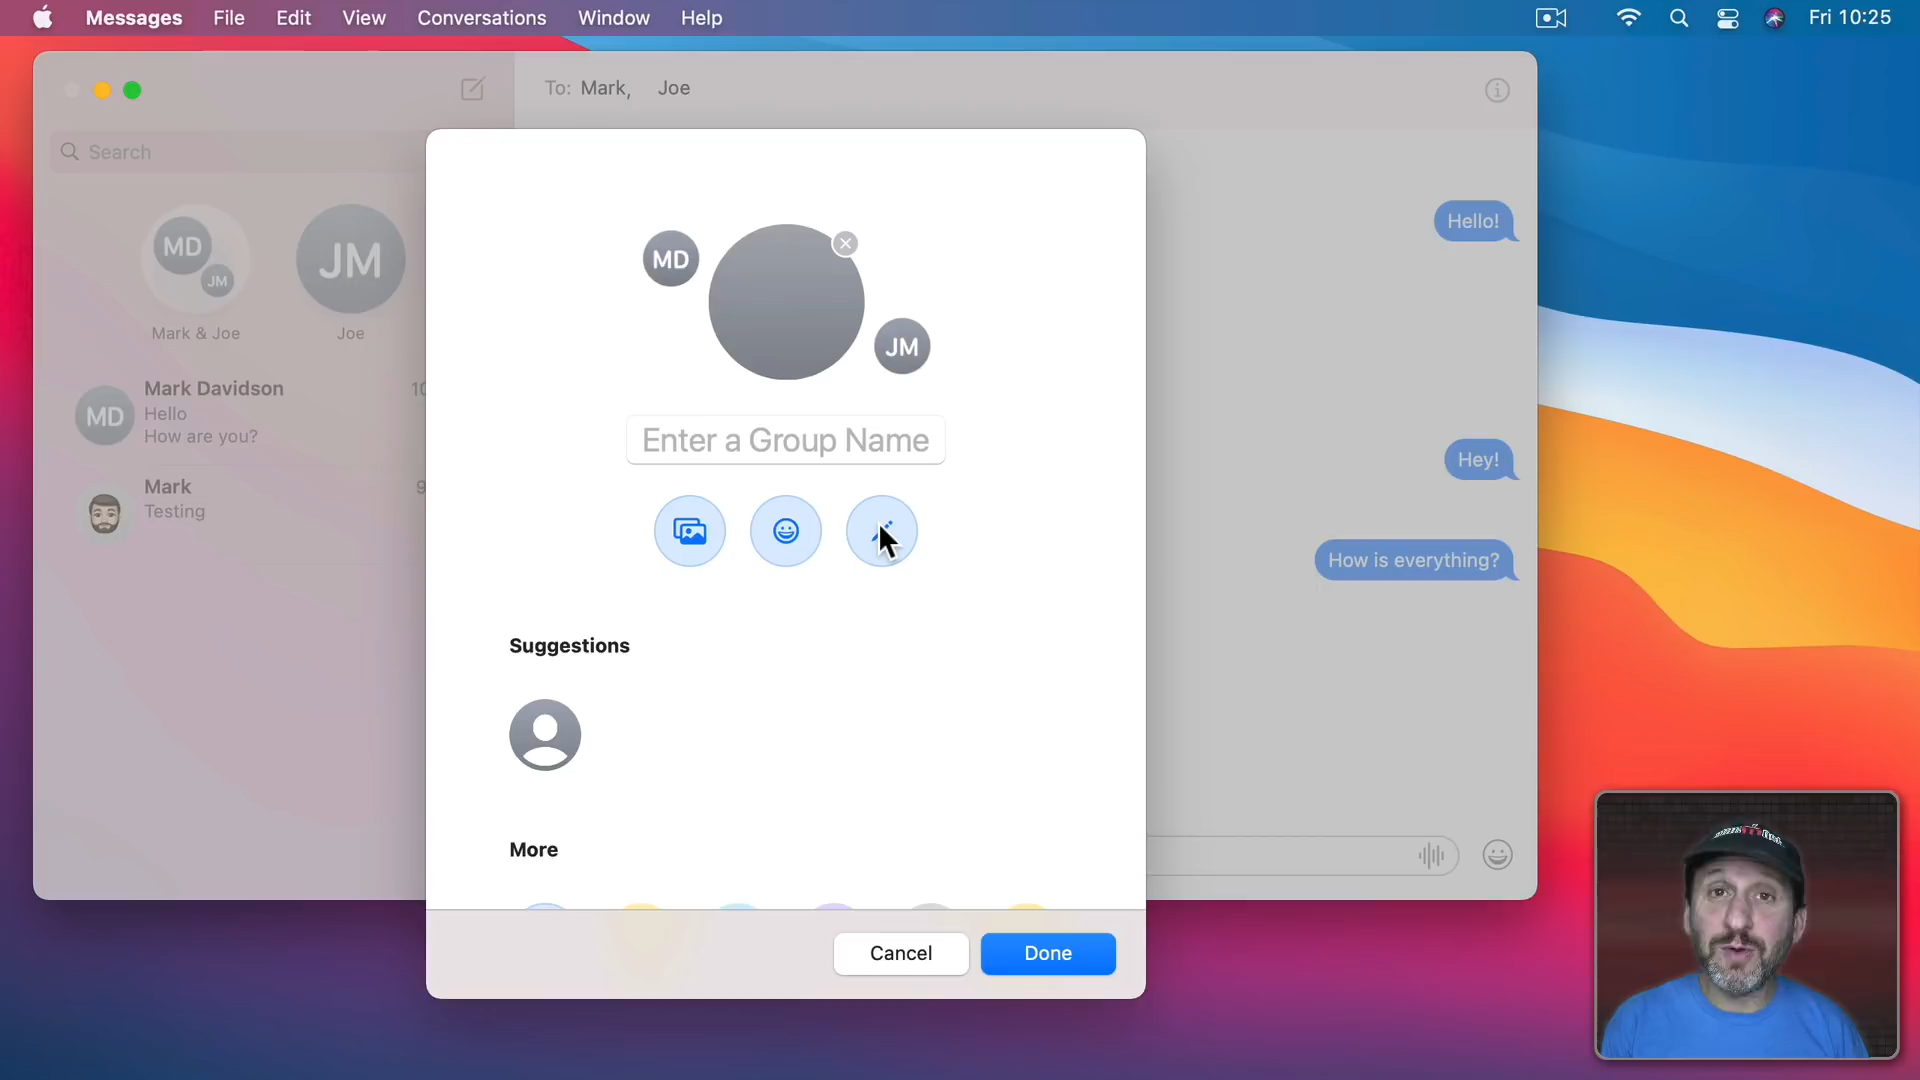 Messages File Edit View Conversations Window Help Fri 10:25
To: Mark, Joe
Search
MD
JM
JM
Mark & Joe
Joe
MD
Mark Davidson
Hello
How are you?
10
Mark
Testing
9
MD
JM
Enter a Group Name
Suggestions
More
Cancel
Done
Hello!
Hey!
How is everything?